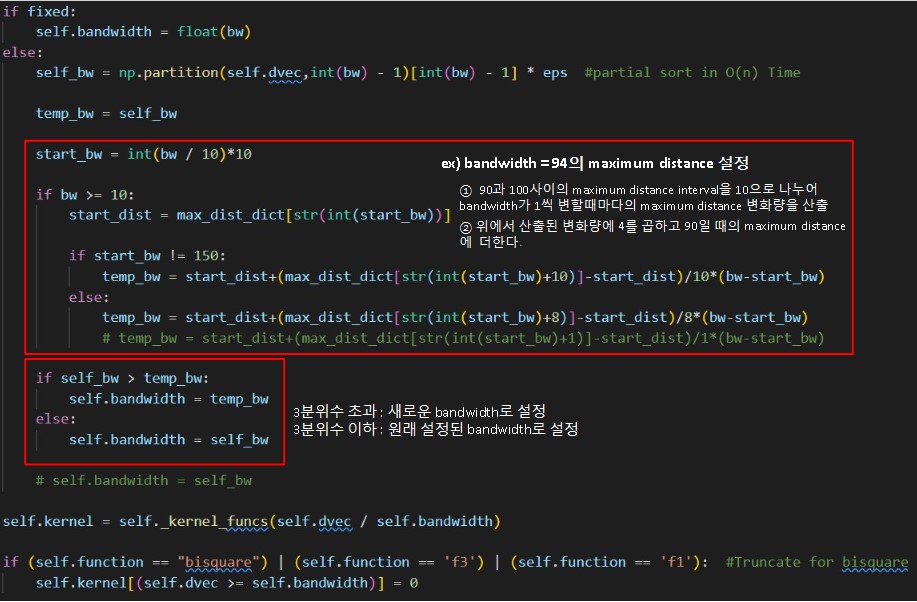 if fixed:
self.bandwidth = float(bw)
else:
self_bw = np.partition(self.dvec,int(bw) - 1)[int(bw) - 1] * eps  #partial sort in O(n) Time
temp_bw = self_bw
start_bw = int(bw / 10)*10
ex) bandwidth =94의 maximum distance 설정
① 90과 100사이의 maximum distance interval을 10으로 나누어
bandwidth가 1씩 변할때마다의 maximum distance 변화량을 산출
② 위에서 산출된 변화량에 4를 곱하고 90일 때의 maximum distance
에 더한다.
if bw >= 10:
start_dist = max_dist_dict[str(int(start_bw))]
if start_bw != 150:
temp_bw = start_dist+(max_dist_dict[str(int(start_bw)+10)]-start_dist)/10*(bw-start_bw)
else:
temp_bw = start_dist+(max_dist_dict[str(int(start_bw)+8)]-start_dist)/8*(bw-start_bw)
# temp_bw = start_dist+(max_dist_dict[str(int(start_bw)+1)]-start_dist)/1*(bw-start_bw)
if self_bw > temp_bw:
self.bandwidth = temp_bw
else:
self.bandwidth = self_bw
3분위수 초과 : 새로운 bandwidth로 설정
3분위수 이하 : 원래 설정된 bandwidth로 설정
# self.bandwidth = self_bw
self.kernel = self._kernel_funcs(self.dvec / self.bandwidth)
if (self.function == "bisquare") | (self.function == 'f3') | (self.function == 'f1'):  #Truncate for bisquare
self.kernel[(self.dvec >= self.bandwidth)] = 0